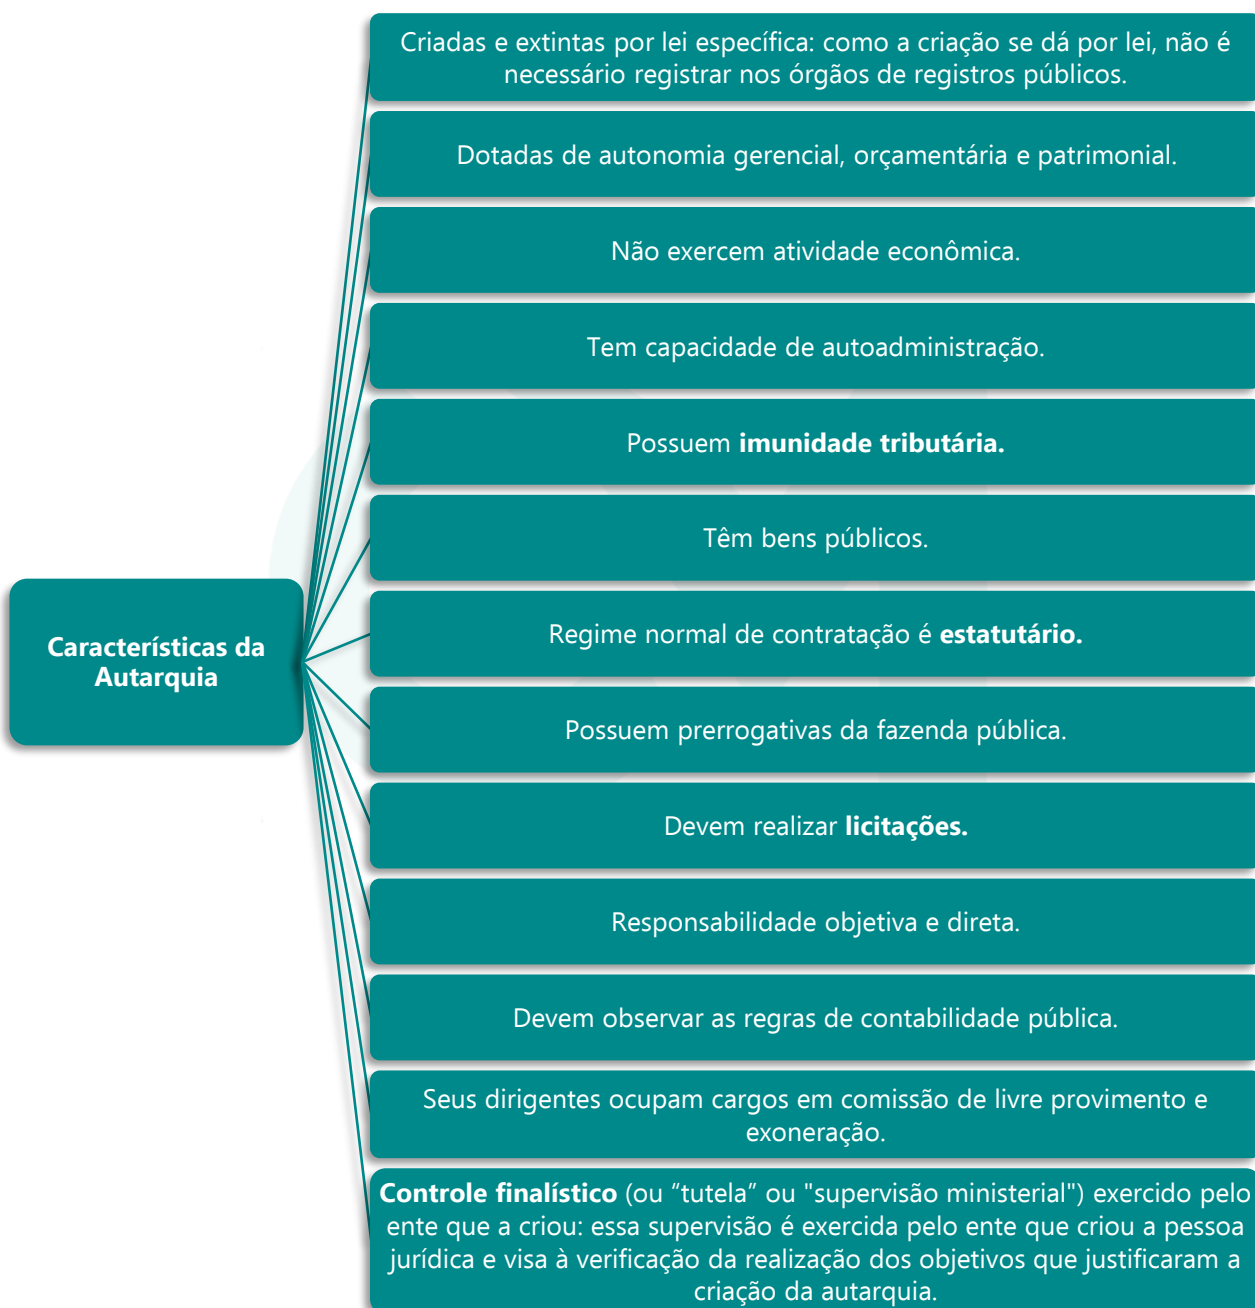 Criadas e extintas por lei específica: como a criação se dá por lei, não é
necessário registrar nos órgãos de registros públicos.
Dotadas de autonomia gerencial, orçamentária e patrimonial.
Não exercem atividade econômica.
Tem capacidade de autoadministração.
Possuem imunidade tributária.
Têm bens públicos.
Características da
Autarquia
Regime normal de contratação é estatutário.
Possuem prerrogativas da fazenda pública.
Devem realizar licitações.
Responsabilidade objetiva e direta.
Devem observar as regras de contabilidade pública.
Seus dirigentes ocupam cargos em comissão de livre provimento e
exoneração.
Controle finalístico (ou “tutela” ou "supervisão ministerial") exercido pelo
ente que a criou: essa supervisão é exercida pelo ente que criou a pessoa
jurídica e visa à verificação da realização dos objetivos que justificaram a
criação da autarquia.